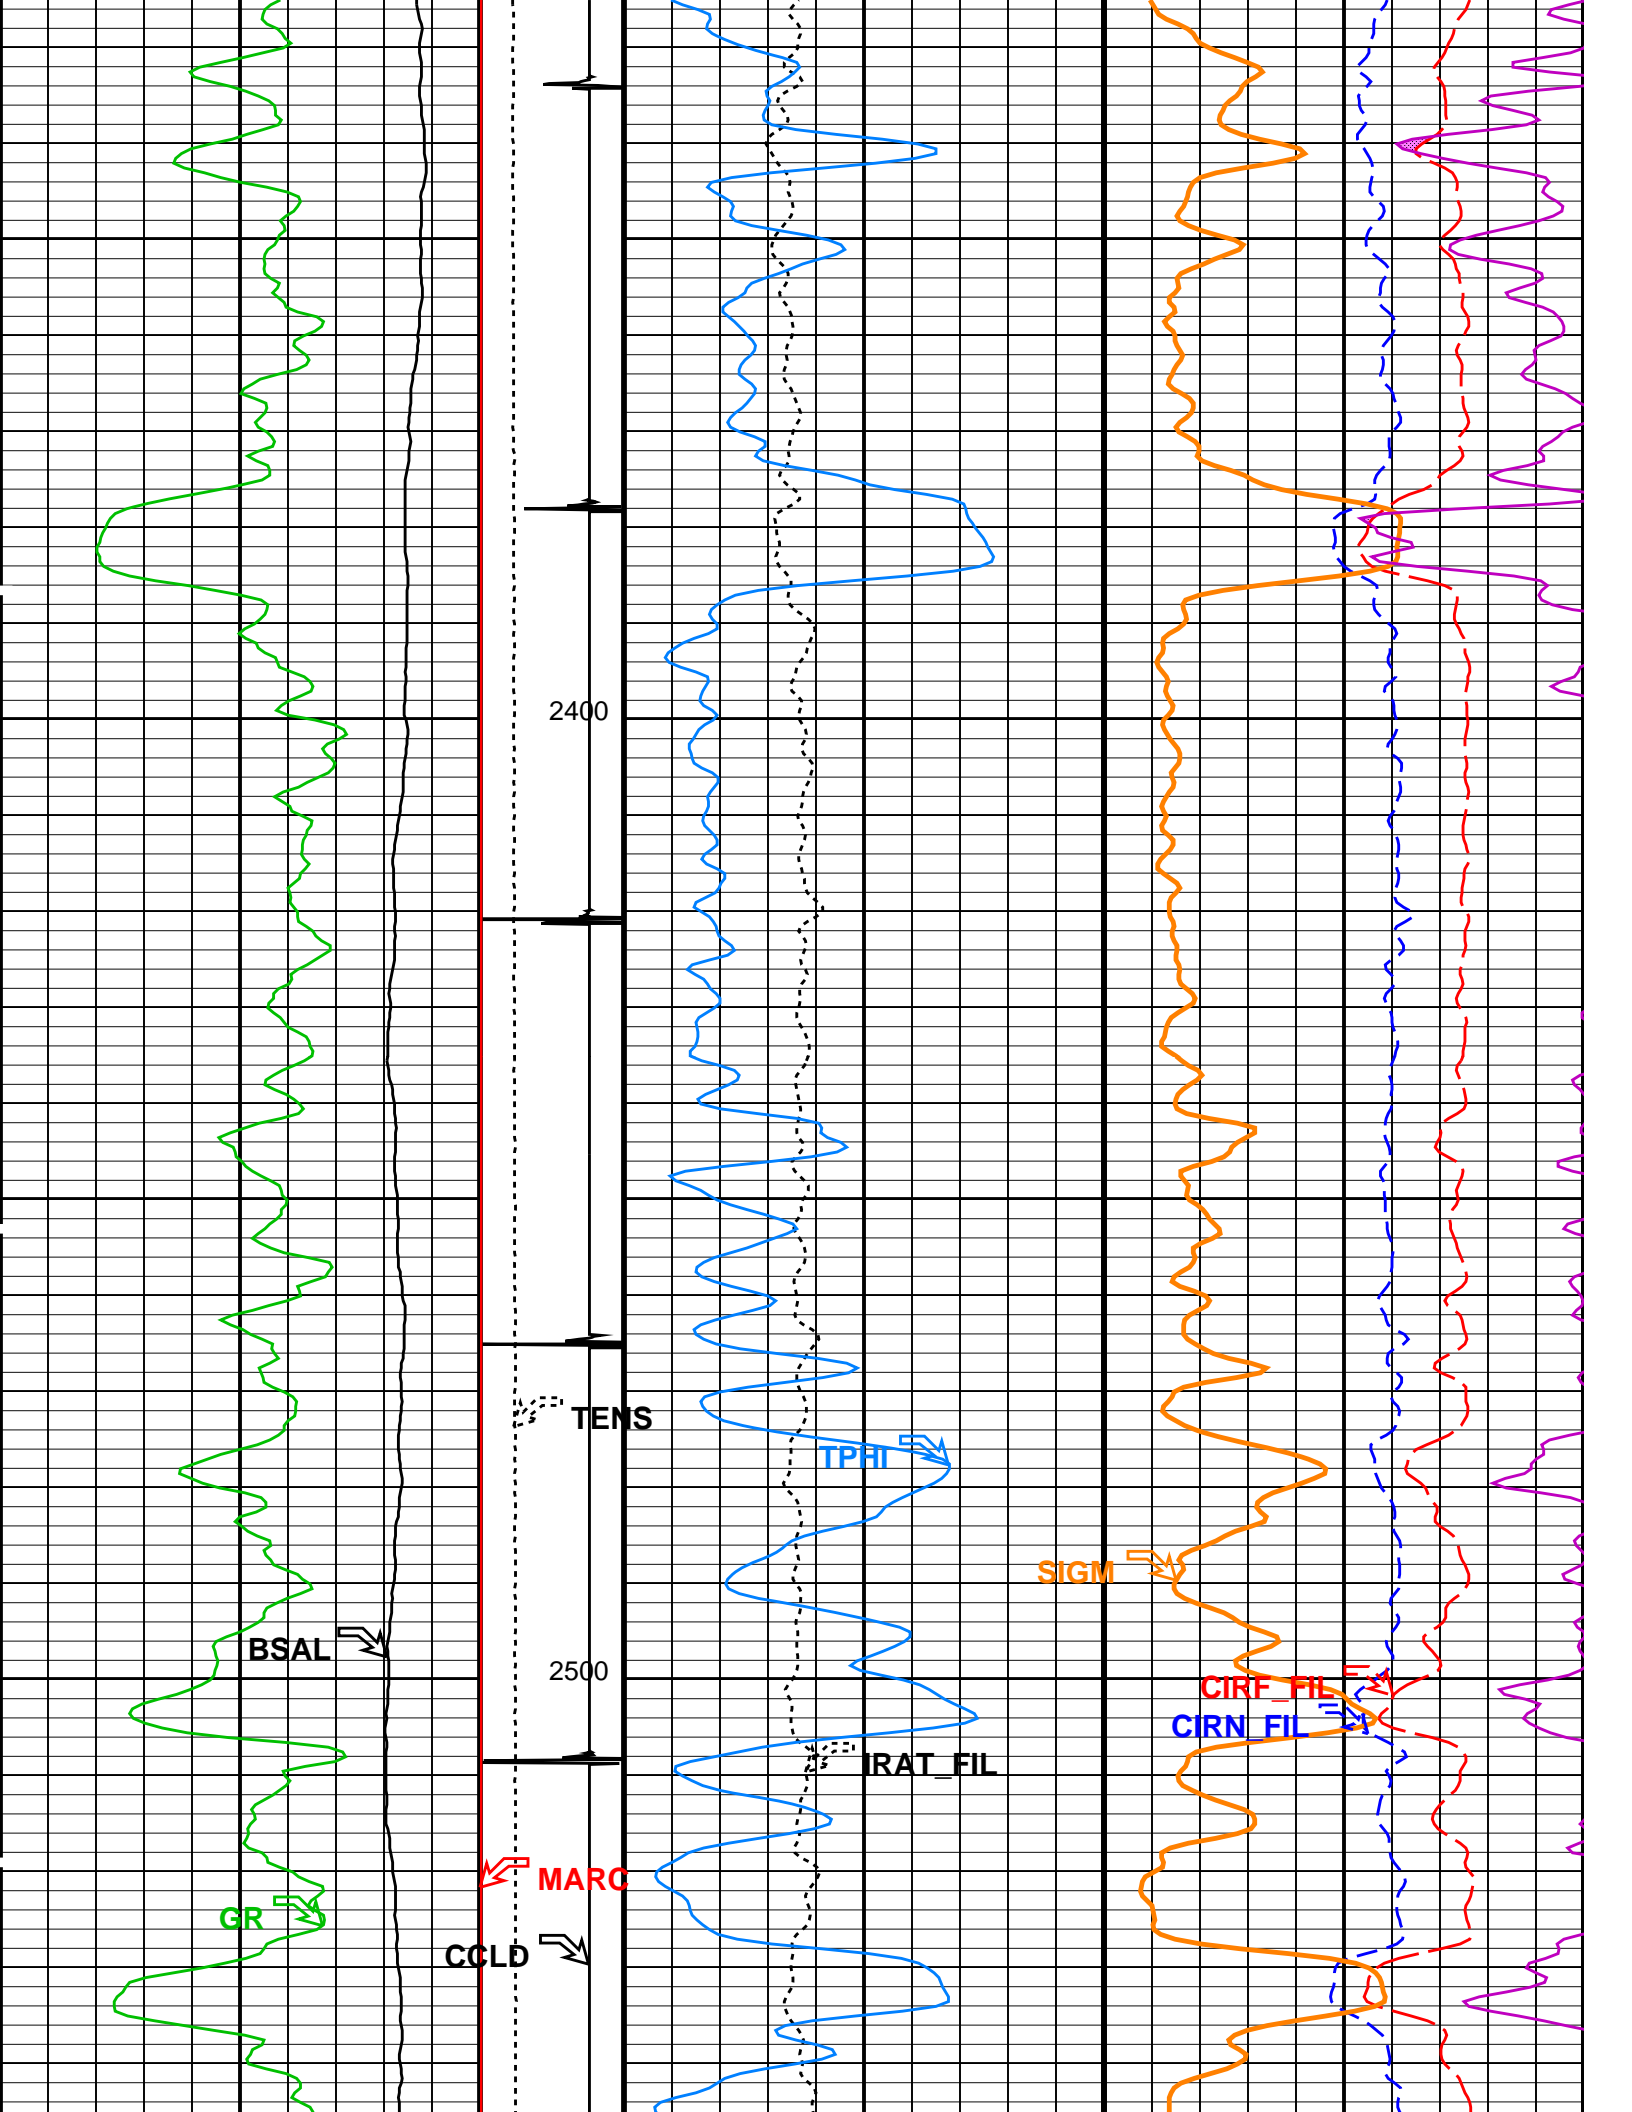 2400
TENS
TPHI
SIGM
BSAL
2500
CIRF_FIL
CIRN_FIL
IRAT_FIL
MARC
GR
CCLD